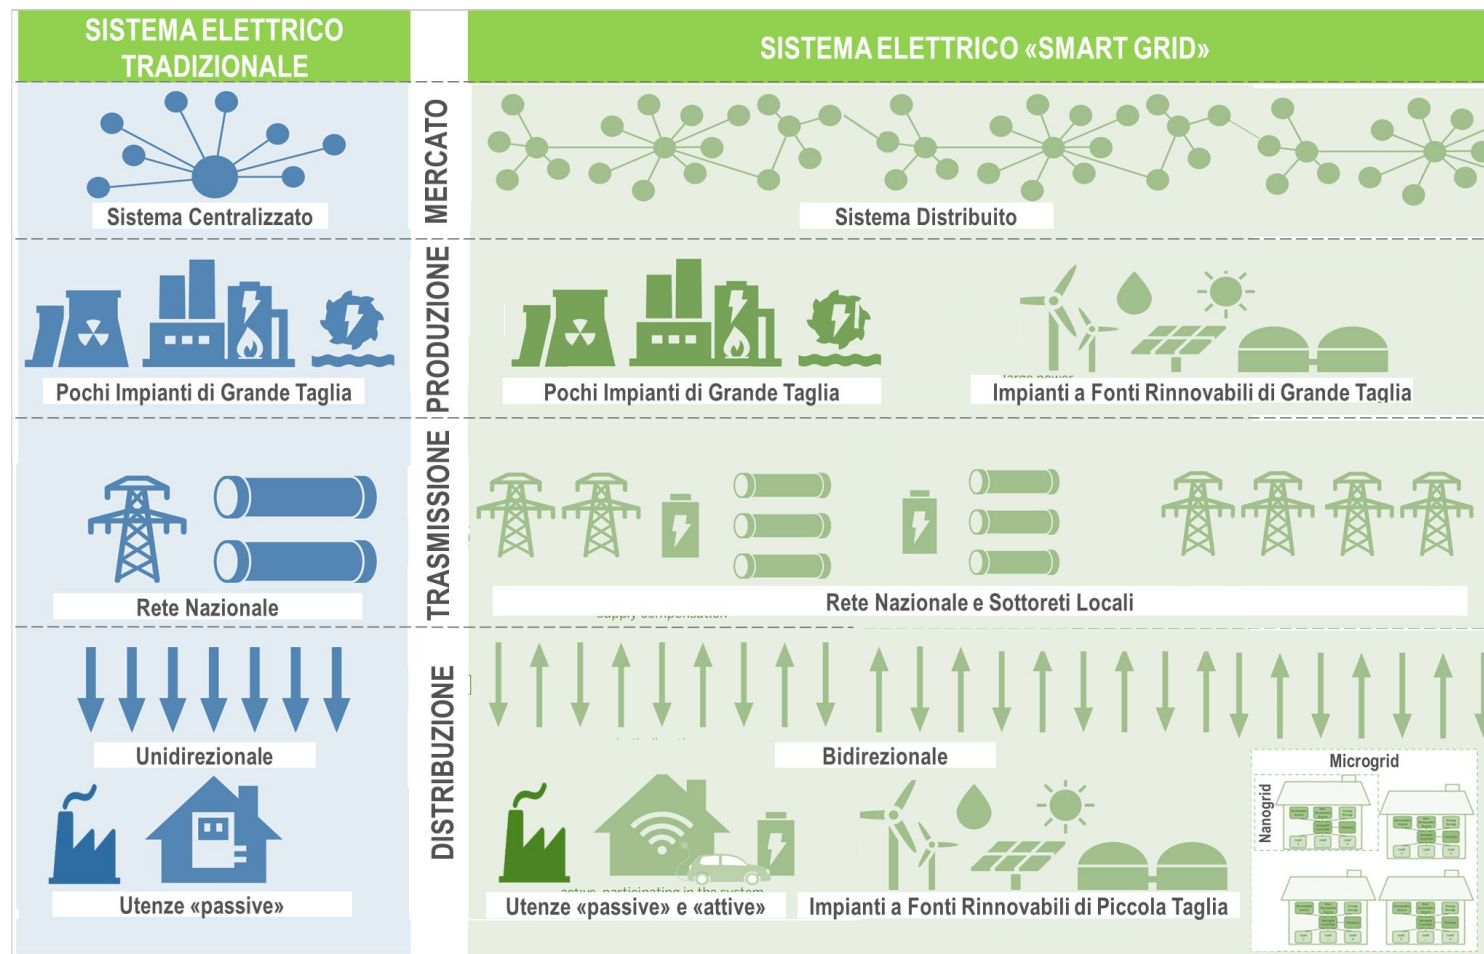 SISTEMA ELETTRICO
TRADIZIONALE
SISTEMA ELETTRICO «SMART GRID»
MERCATO
Sistema Centralizzato
Sistema Distribuito
PRODUZIONE
Pochi Impianti di Grande Taglia
Pochi Impianti di Grande Taglia
Impianti a Fonti Rinnovabili di Grande Taglia
TRASMISSIONE
Rete Nazionale
Rete Nazionale e Sottoreti Locali
DISTRIBUZIONE
Unidirezionale
Bidirezionale
Microgrid
Nanogrid
Utenze «passive»
Utenze «passive» e «attive»
Impianti a Fonti Rinnovabili di Piccola Taglia